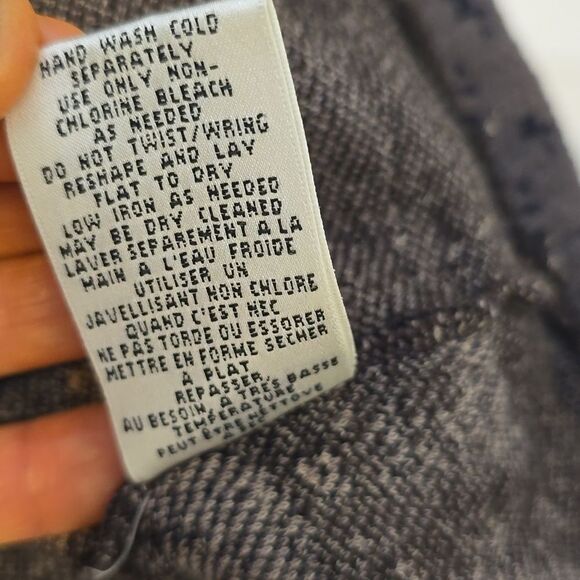 HAND WASH COLD
SEPARATELY
USE ONLY NON-
CHLORINE BLEACH
AS NEEDED
DO NOT TWIST/WRING
RESHAPE AND LAY
FLAT TO DRY
LOW IRON AS NEEDED
MAY BE DRY CLEANED
LAVER SEPAREMENT A LA
MAIN A L'EAU FROIDE
UTILISER UN
JAVELLISANT NON CHLORE
QUAND C'EST NEC
NE PAS TORDE OU ESSORER
METTRE EN FORME SECHER
A PLAT
REPASSER,
AU BESOIN, A TRES BASSE
TEMPERATURE
PEUT ETRE